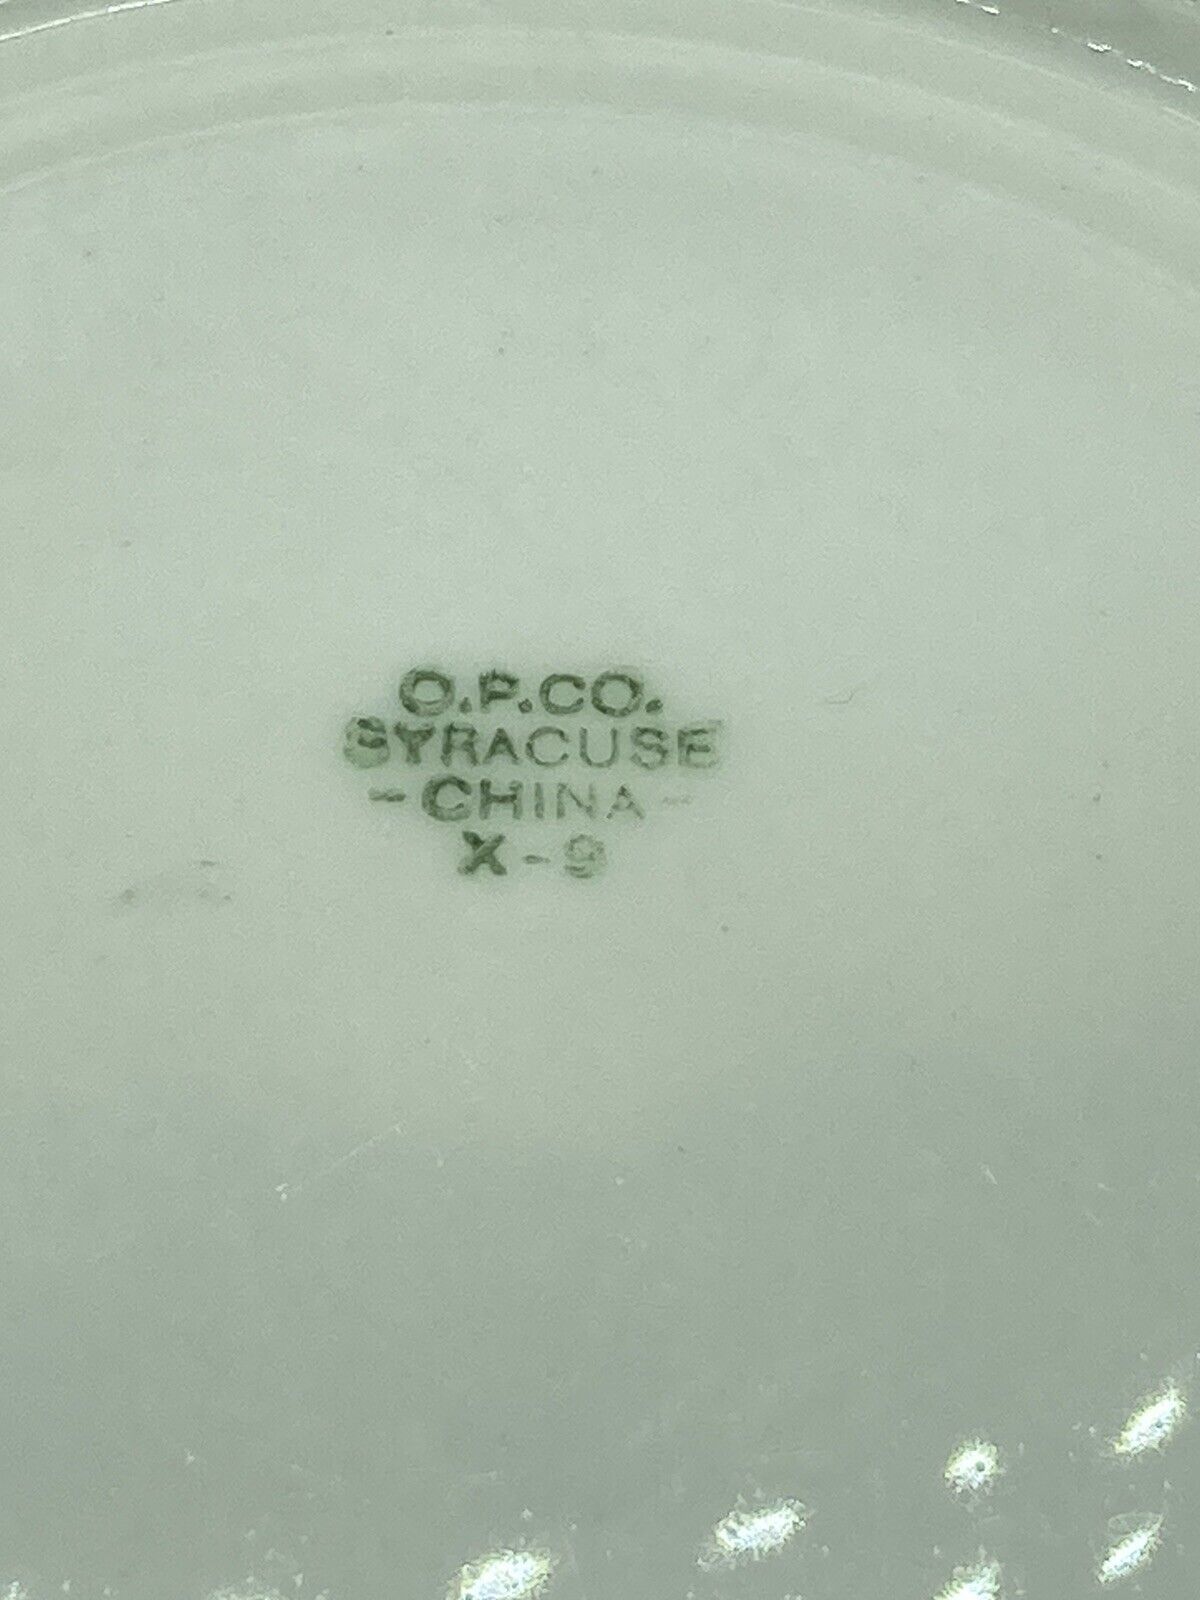 O.P.CO.
SYRACUSE
- CHINA -
X - 9